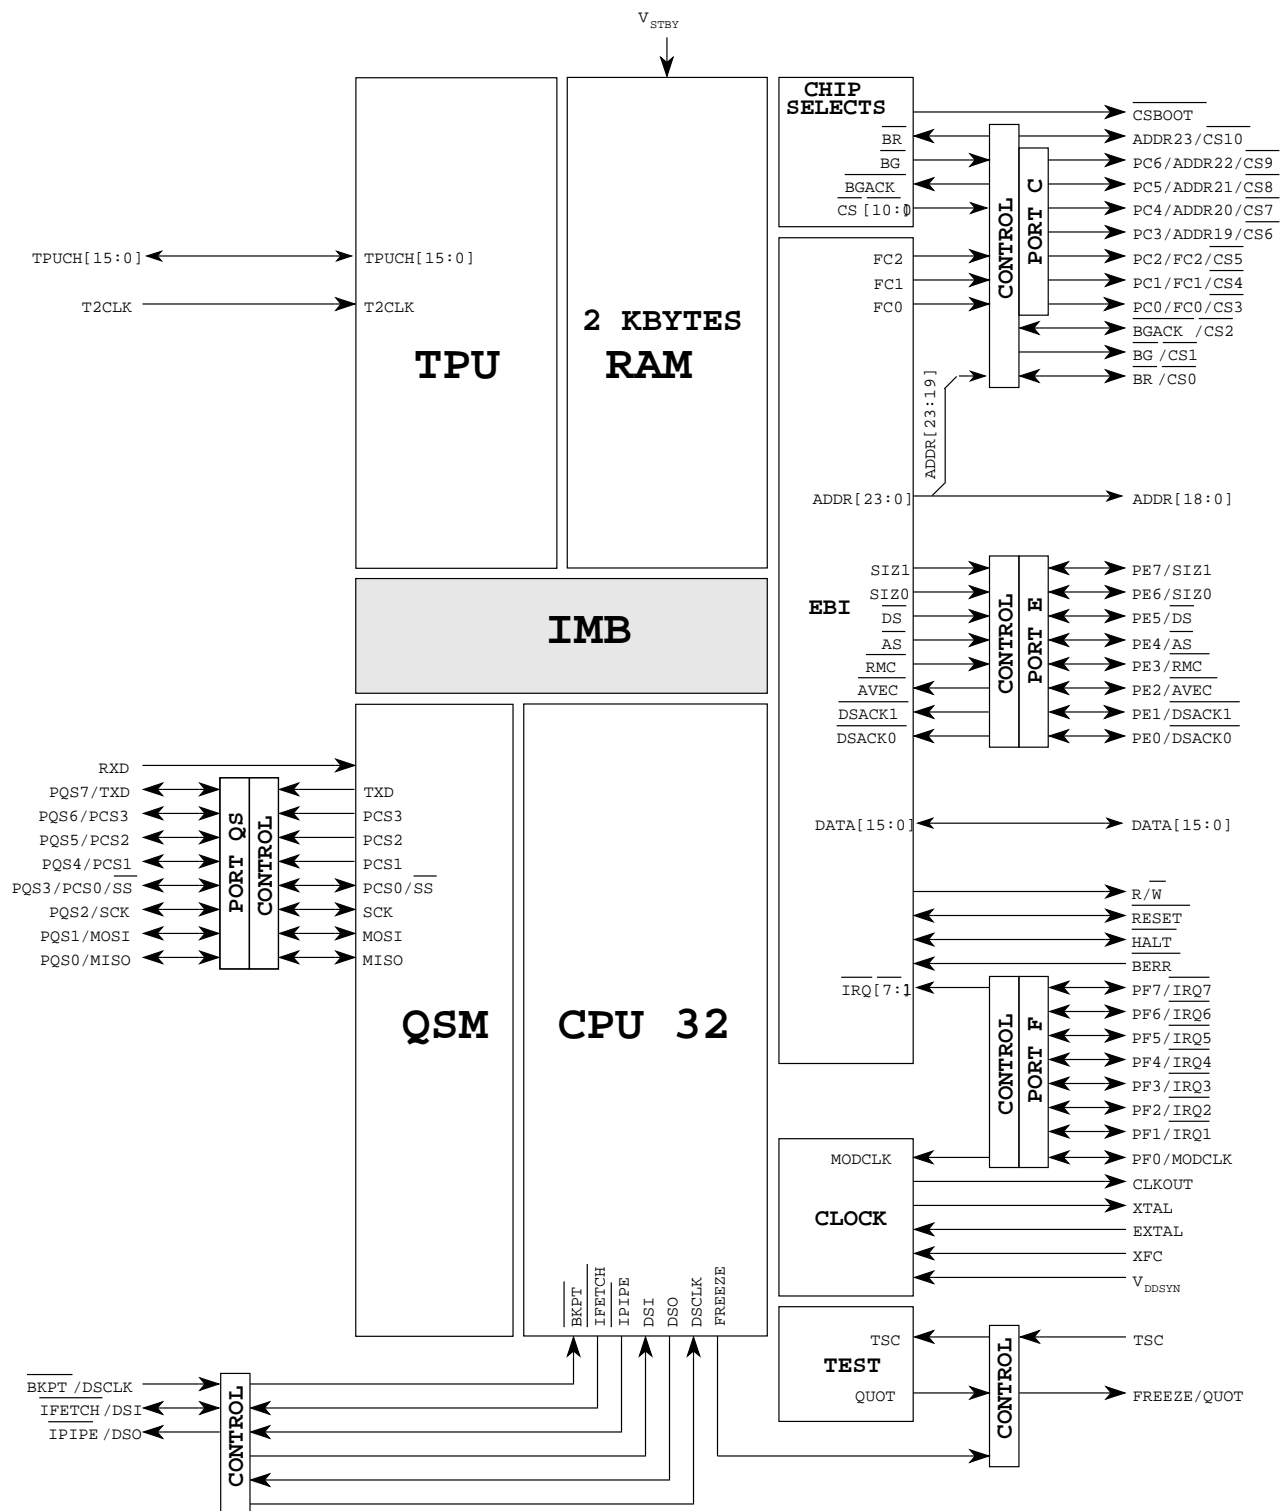 VSTBY
CHIP
SELECTS
CSBOOT
BR
ADDR23/CS10
BG
PC6/ADDR22/CS9
BGACK
PC5/ADDR21/CS8
CS [10:0]
PC4/ADDR20/CS7
PC3/ADDR19/CS6
CONTROL
PORT C
TPUCH[15:0]
TPUCH[15:0]
FC2
PC2/FC2/CS5
FC1
PC1/FC1/CS4
T2CLK
T2CLK
FC0
PC0/FC0/CS3
2 KBYTES
RAM
TPU
BGACK /CS2
BG /CS1
BR /CS0
ADDR[23:19]
ADDR[23:0]
ADDR[18:0]
SIZ1
PE7/SIZ1
SIZ0
PE6/SIZ0
EBI
DS
PE5/DS
AS
PE4/AS
RMC
PE3/RMC
AVEC
PE2/AVEC
DSACK1
PE1/DSACK1
DSACK0
PE0/DSACK0
CONTROL
PORT E
IMB
RXD
PQS7/TXD
TXD
PQS6/PCS3
PCS3
PQS5/PCS2
PCS2
PQS4/PCS1
PCS1
PQS3/PCS0/SS
PCS0/SS
PQS2/SCK
SCK
PQS1/MOSI
MOSI
PQS0/MISO
MISO
PORT QS
CONTROL
DATA[15:0]
DATA[15:0]
R/W
RESET
HALT
BERR
IRQ[7:1]
PF7/IRQ7
PF6/IRQ6
PF5/IRQ5
PF4/IRQ4
PF3/IRQ3
PF2/IRQ2
PF1/IRQ1
PF0/MODCLK
CONTROL
PORT F
QSM
CPU 32
MODCLK
CLKOUT
XTAL
CLOCK
EXTAL
XFC
VDDSYN
BKPT
IFETCH
IPIPE
DSI
DSO
DSCLK
FREEZE
TSC
TSC
TEST
QUOT
CONTROL
FREEZE/QUOT
BKPT /DSCLK
IFETCH /DSI
IPIPE /DSO
CONTROL